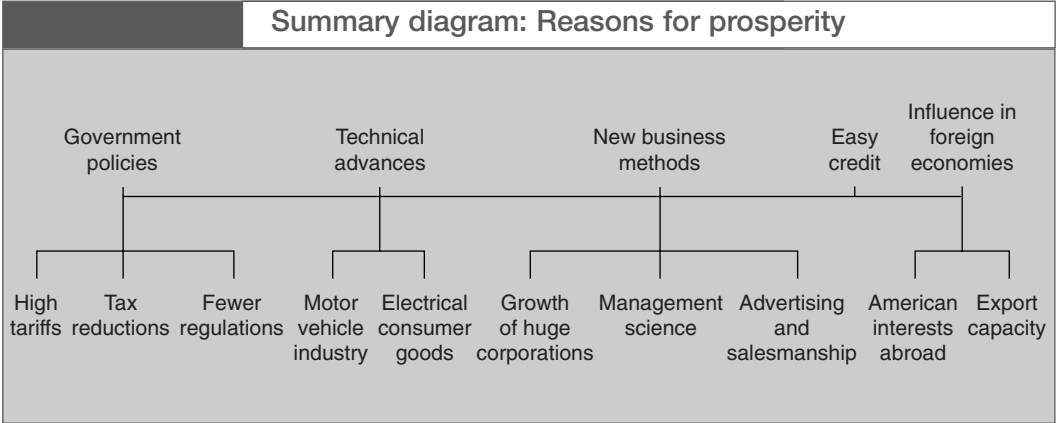 Summary diagram: Reasons for prosperity
Government
policies
Technical
advances
New business
methods
Easy
credit
Influence in
foreign
economies
High
tariffs
Tax
reductions
Fewer
regulations
Motor
vehicle
industry
Electrical
consumer
goods
Growth
of huge
corporations
Management
science
Advertising
and
salesmanship
American
interests
abroad
Export
capacity